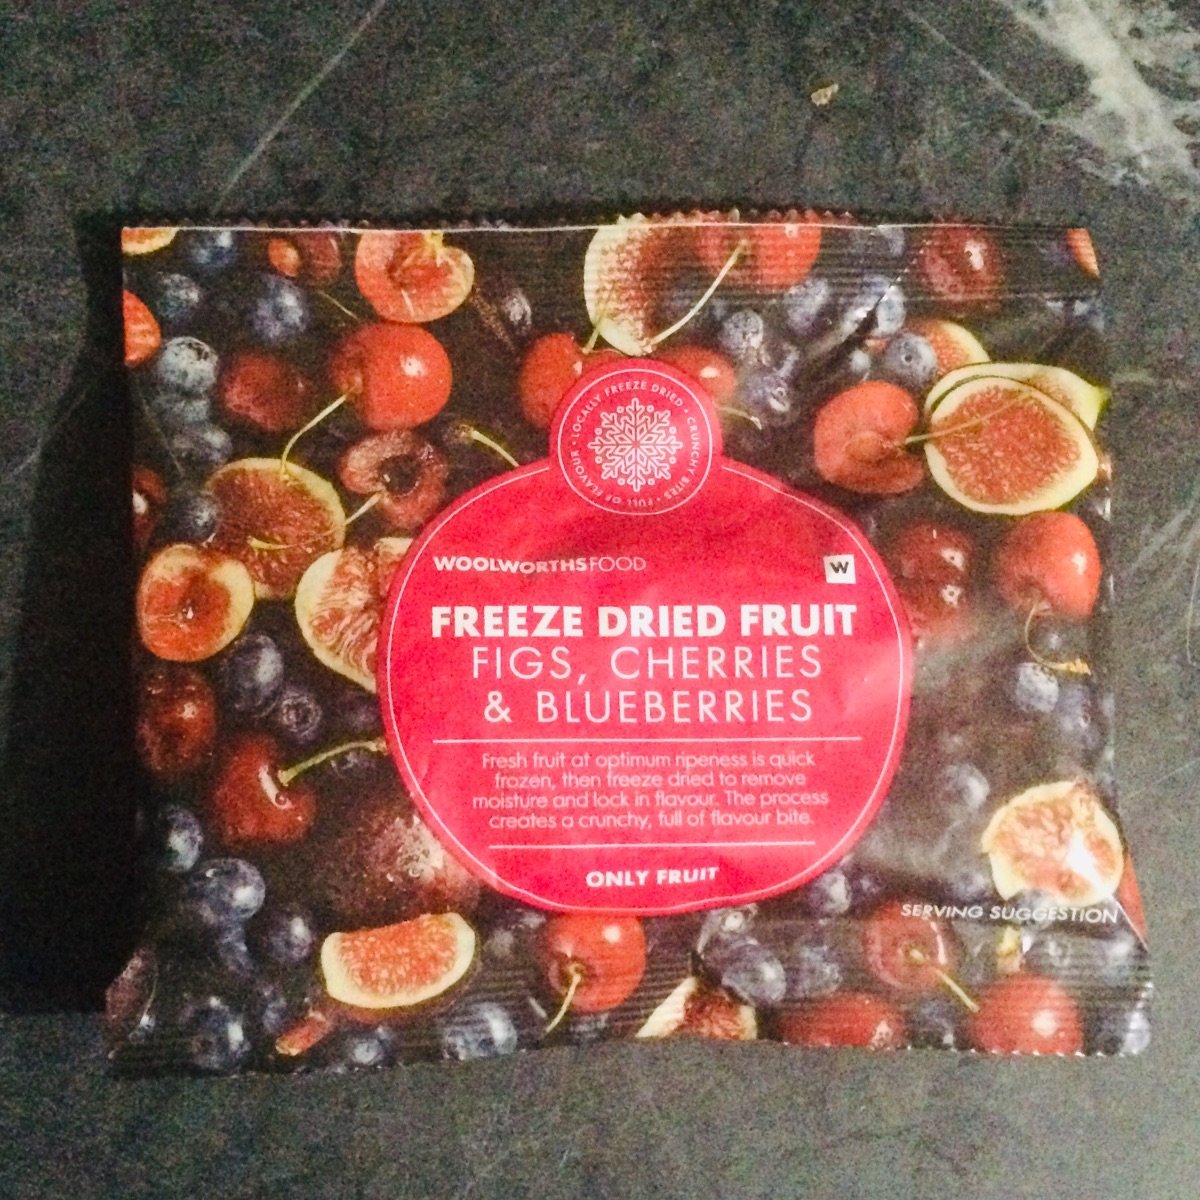 LOCALLY FREEZE DRIED • CRUNCHY BITES • FULL OF FLAVOUR •
WOOLWORTHSFOOD
W
FREEZE DRIED FRUIT
FIGS, CHERRIES
& BLUEBERRIES
Fresh fruit at optimum ripeness is quick
frozen, then freeze dried to remove
moisture and lock in flavour. The process
creates a crunchy, full of flavour bite.
ONLY FRUIT
SERVING SUGGESTION